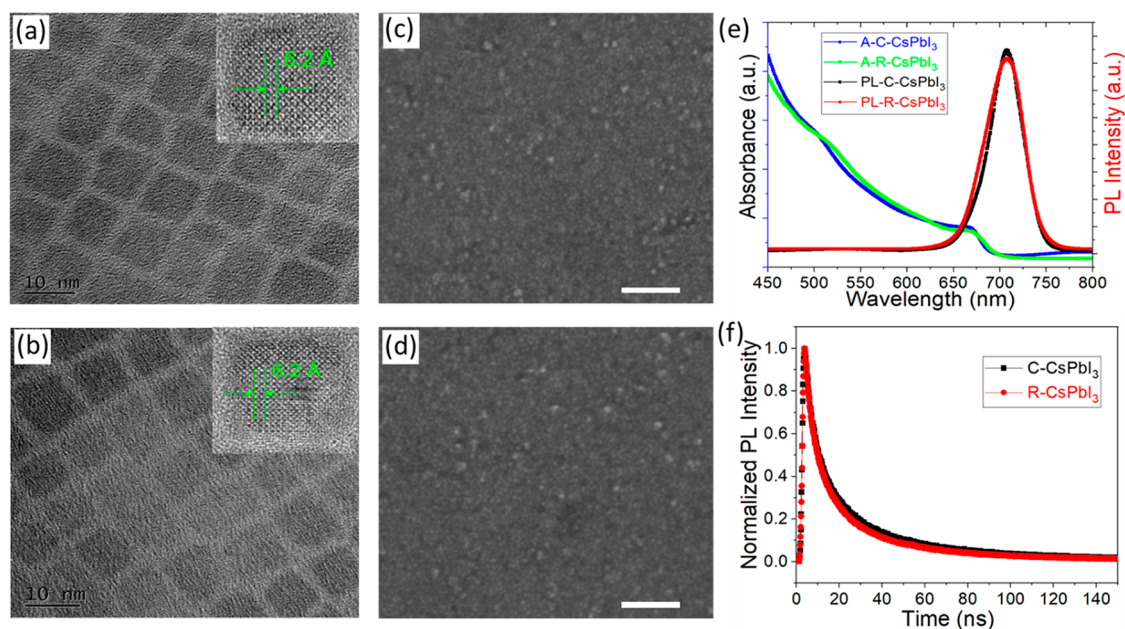 (a)
6.2 Å
10 nm
(b)
6.2 Å
10 nm
(c)
(d)
(e)
A-C-CsPbI₃
A-R-CsPbI₃
PL-C-CsPbI₃
PL-R-CsPbI₃
Absorbance (a.u.)
PL Intensity (a.u.)
450 500 550 600 650 700 750 800
Wavelength (nm)
(f)
C-CsPbI₃
R-CsPbI₃
Normalized PL Intensity
1.0
0.8
0.6
0.4
0.2
0.0
0 20 40 60 80 100 120 140
Time (ns)